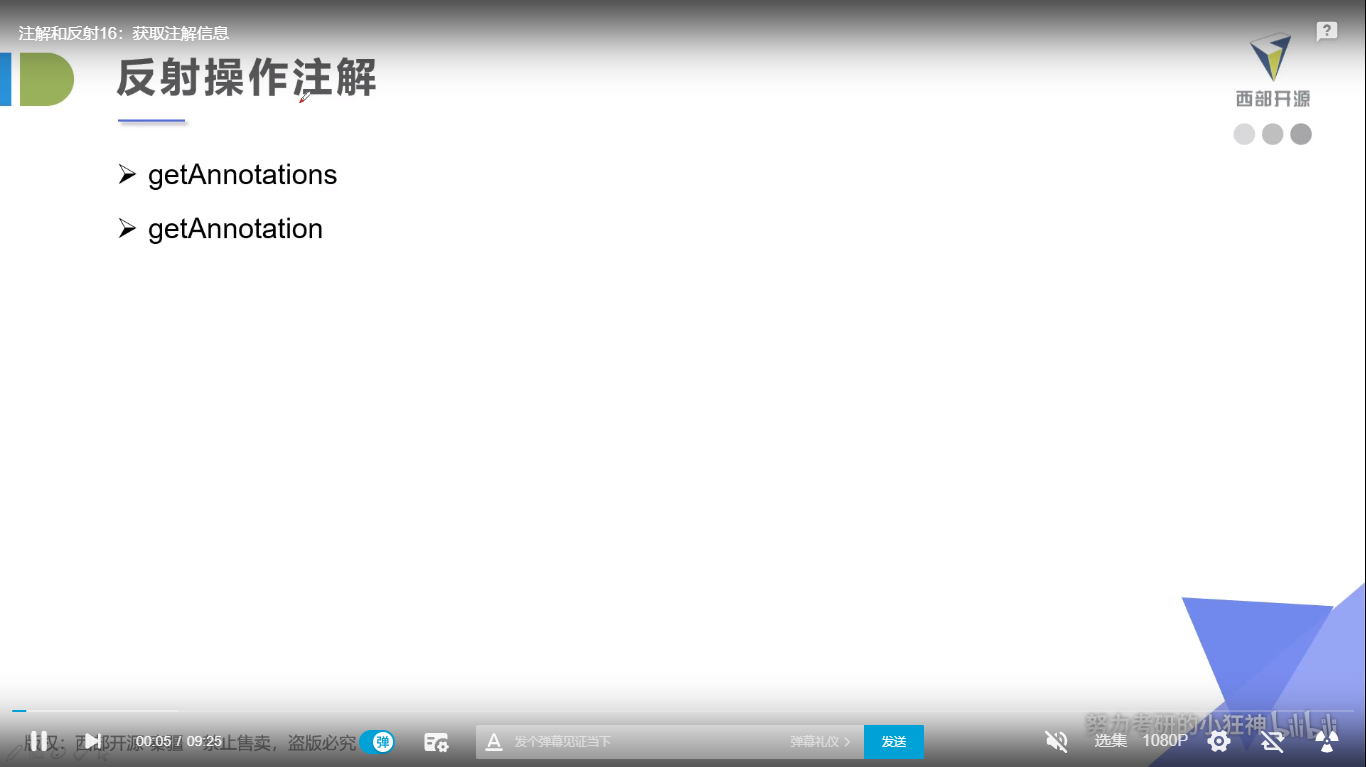 注解和反射16：获取注解信息
反射操作注解
西部开源
getAnnotations
getAnnotation
努力考研的小狂神
版权：西部开源 禁止售卖，盗版必究
00:05 / 09:25
弹
发个弹幕见证当下
弹幕礼仪
发送
选集
1080P